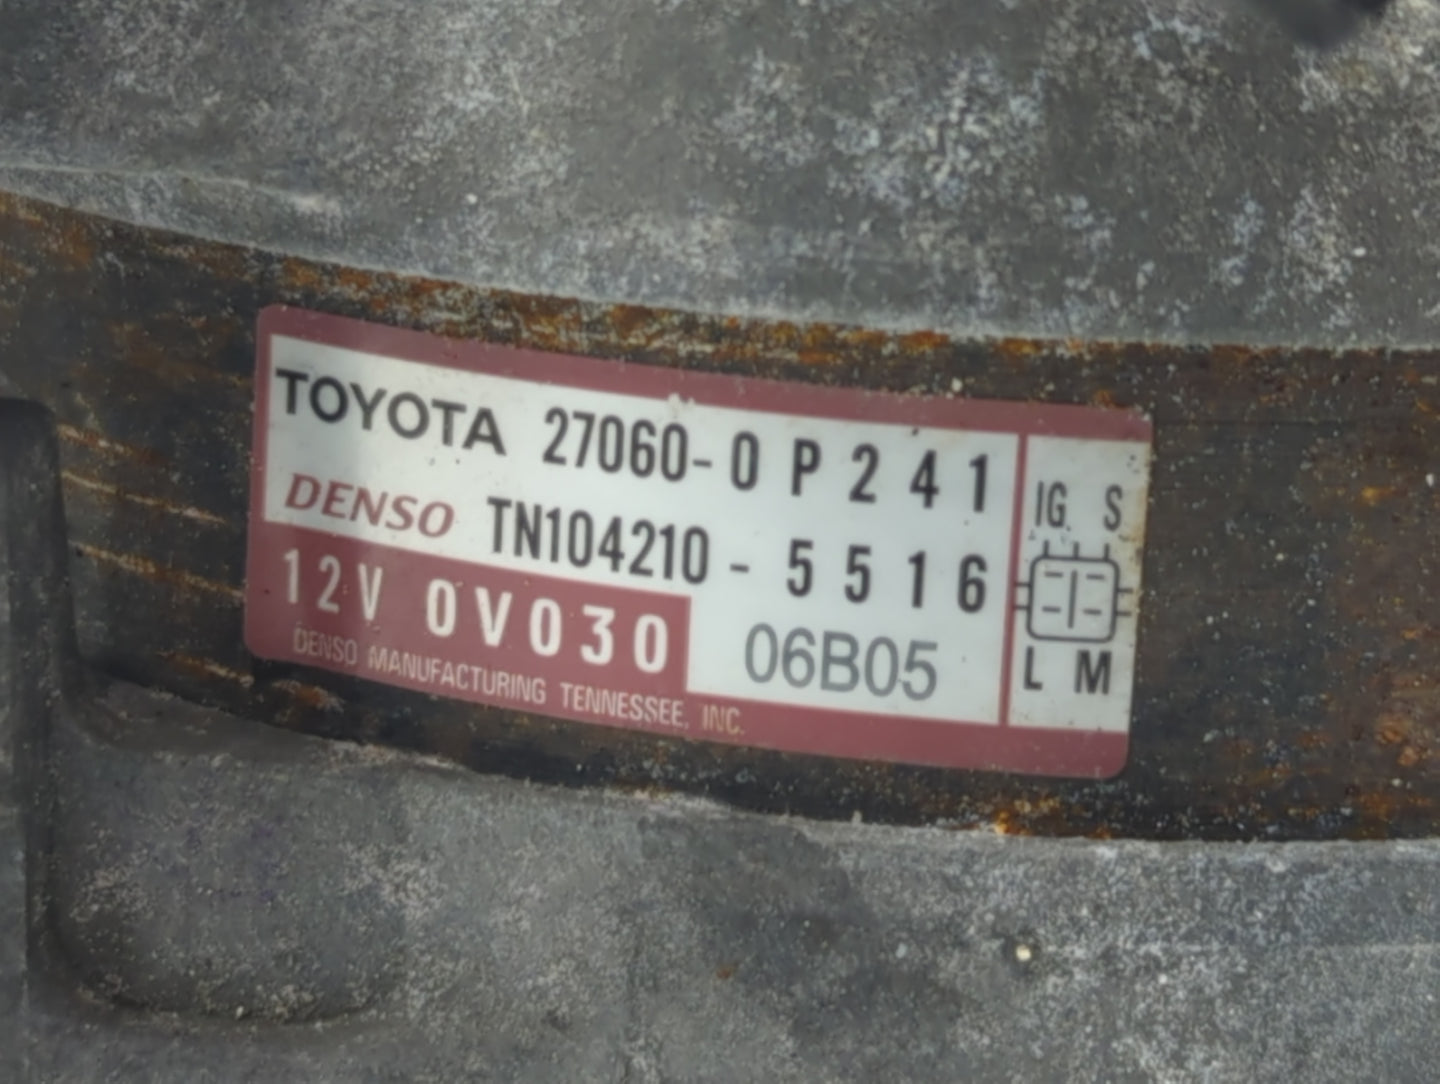 TOYOTA 27060-0P241
DENSO TN104210-5516
12V 0V030
06B05
DENSO MANUFACTURING TENNESSEE, INC.
IG S
L M